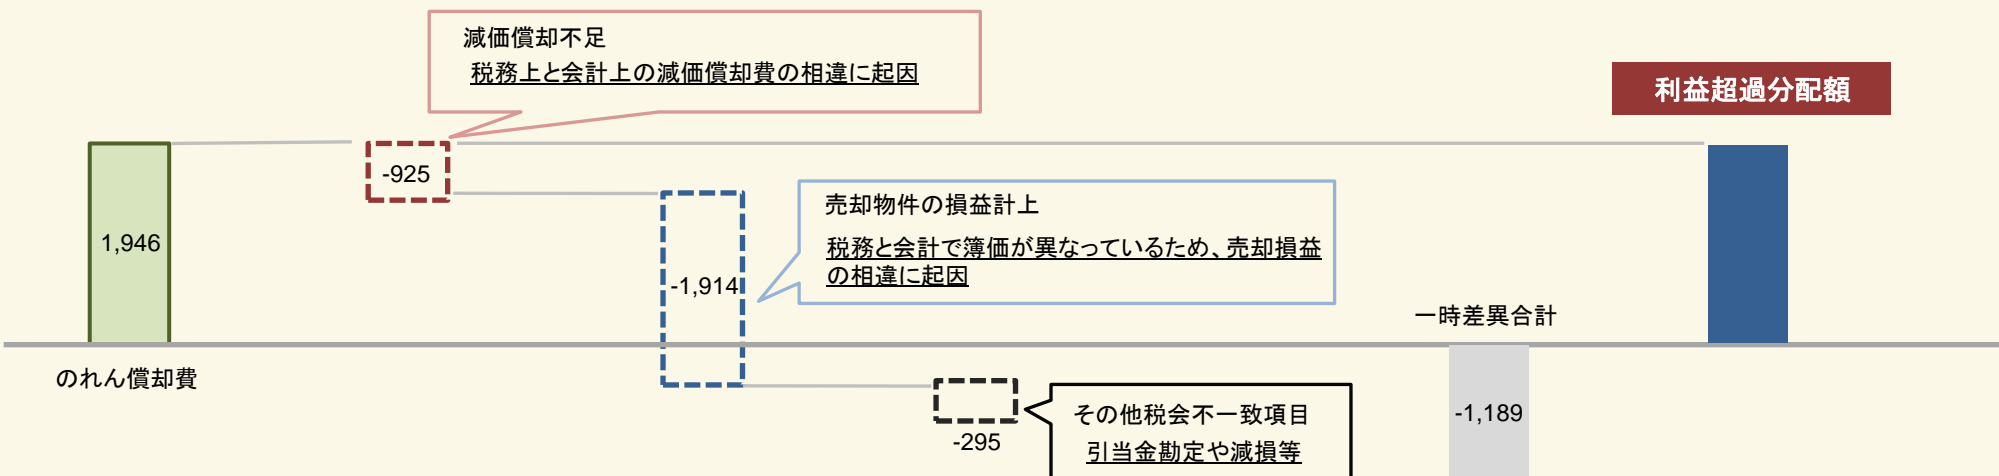 減価償却不足
税務上と会計上の減価償却費の相違に起因
利益超過分配額
-925
売却物件の損益計上
税務と会計で簿価が異なっているため、売却損益
の相違に起因
1,946
-1,914
一時差異合計
のれん償却費
その他税会不一致項目
引当金勘定や減損等
-295
-1,189